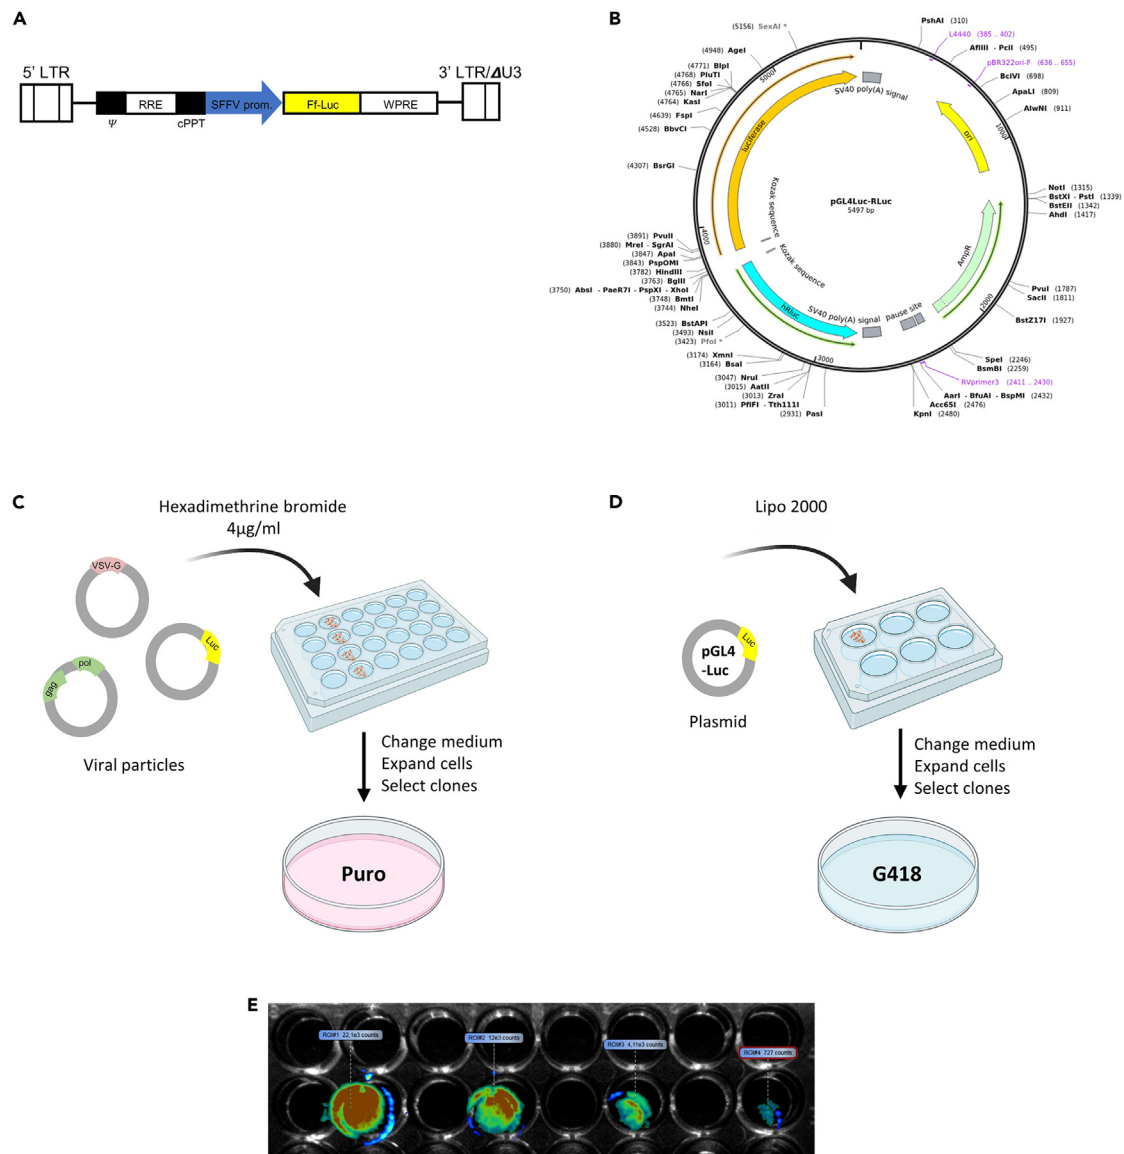 A
5' LTR
3' LTR/ΔU3
RRE
SFFV prom.
Ff-Luc
WPRE
Ψ
cPPT
B
(5156) SexAI *
(4948) AgeI
(4771) BlpI
(4768) PluTI
(4766) SfoI
(4765) NarI
(4764) KasI
(4639) FspI
(4528) BbvCI
(4307) BsrGI
(3891) PvuII
(3880) MreI - SgrAI
(3847) ApaI
(3843) PspOMI
(3782) HindIII
(3763) BglII
(3750) AbsI - PaeR7I - PspXI - XhoI
(3748) BmtI
(3744) NheI
(3523) BstAPI
(3493) NsiI
(3423) PfoI *
(3174) XmnI
(3164) BsaI
(3047) NruI
(3015) AatII
(3013) ZraI
(3011) PflFI - Tth111I
(2931) PasI
PshAI (310)
L4440 (385 .. 402)
AflIII - PciI (495)
pBR322ori-F (636 .. 655)
BciVI (698)
ApaLI (809)
AlwNI (911)
NotI (1315)
BstXI - PstI (1339)
BstEII (1342)
AhdI (1417)
PvuI (1787)
SacII (1811)
BstZ17I (1927)
SpeI (2246)
BsmBI (2259)
RVprimer3 (2411 .. 2430)
AarI - BfuAI - BspMI (2432)
Acc65I (2476)
KpnI (2480)
5000
1000
4000
2000
3000
SV40 poly(A) signal
luciferase
ori
Kozak sequence
Kozak sequence
pGL4Luc-RLuc
5497 bp
AmpR
hRluc
SV40 poly(A) signal
pause site
C
Hexadimethrine bromide
4µg/ml
VSV-G
Luc
pol
gag
Viral particles
Change medium
Expand cells
Select clones
Puro
D
Lipo 2000
Luc
pGL4
-Luc
Plasmid
Change medium
Expand cells
Select clones
G418
E
ROI#1 22,1e3 counts
ROI#2 12e3 counts
ROI#3 4,11e3 counts
ROI#4 727 counts